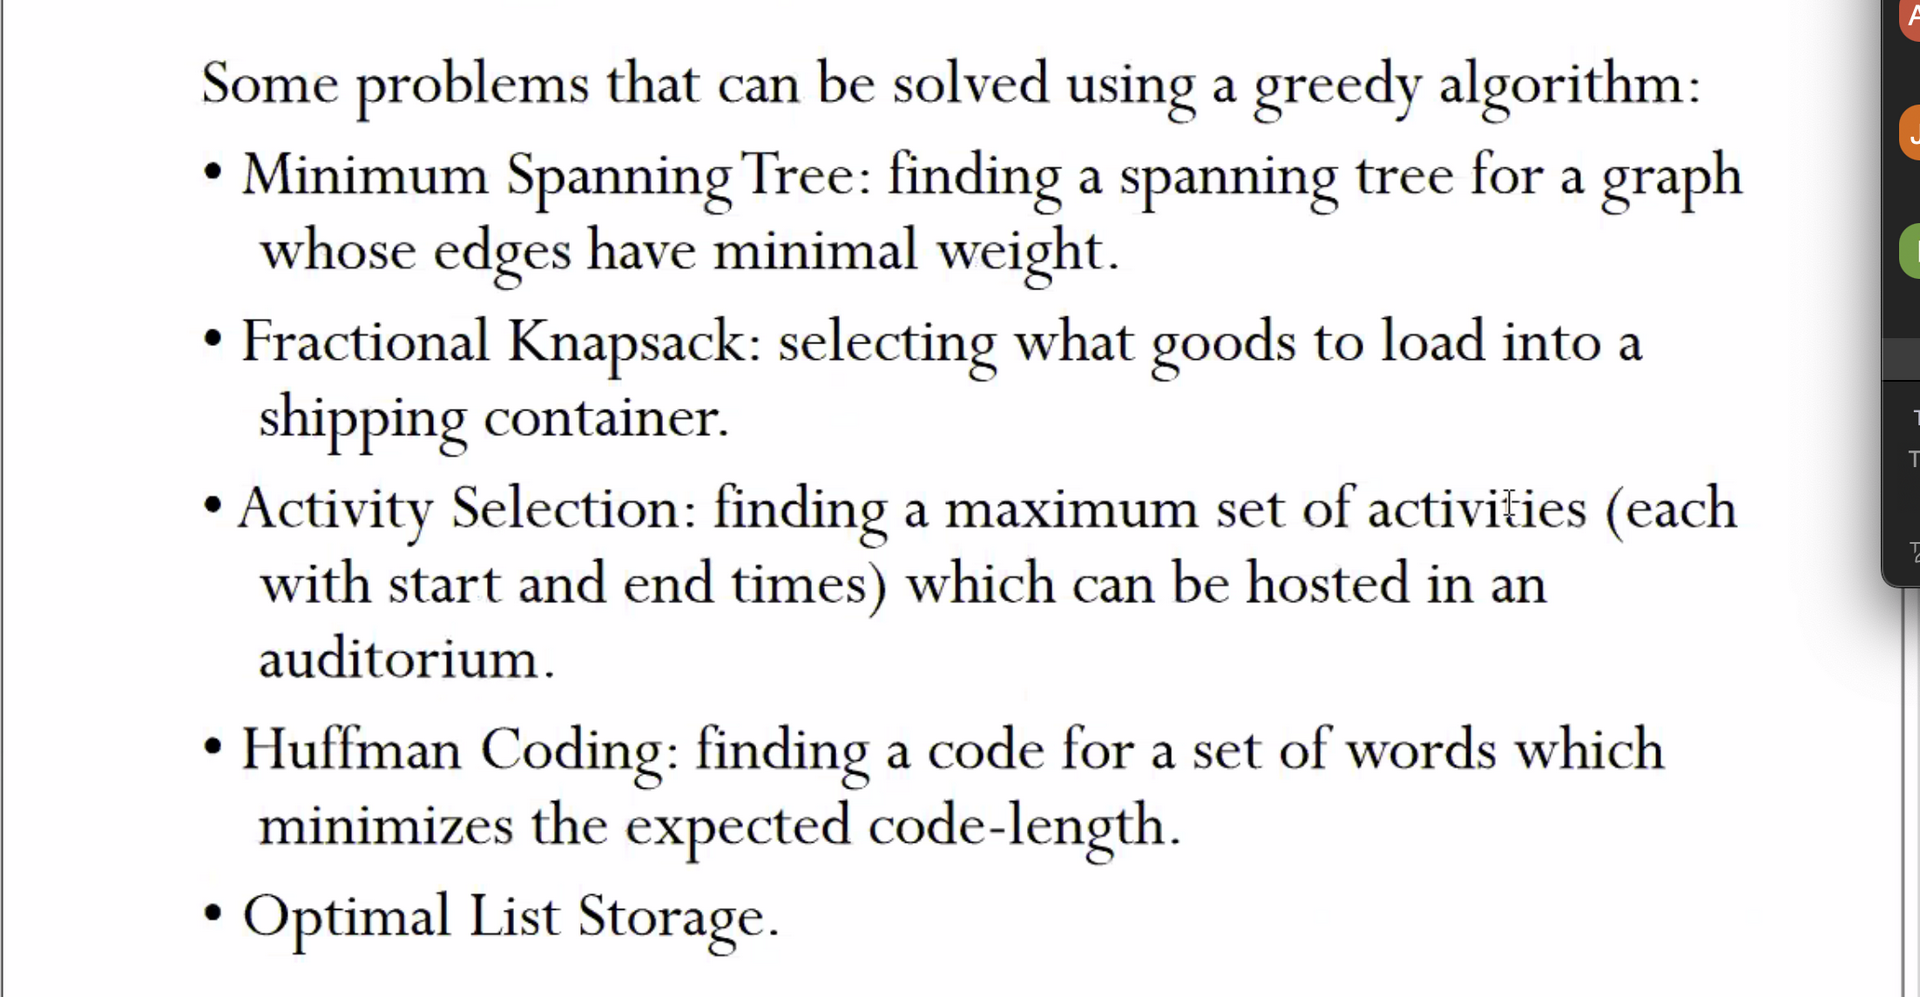 Some problems that can be solved using a greedy algorithm:
• Minimum Spanning Tree: finding a spanning tree for a graph
whose edges have minimal weight.
• Fractional Knapsack: selecting what goods to load into a
shipping container.
• Activity Selection: finding a maximum set of activities (each
with start and end times) which can be hosted in an
auditorium.
• Huffman Coding: finding a code for a set of words which
minimizes the expected code-length.
• Optimal List Storage.